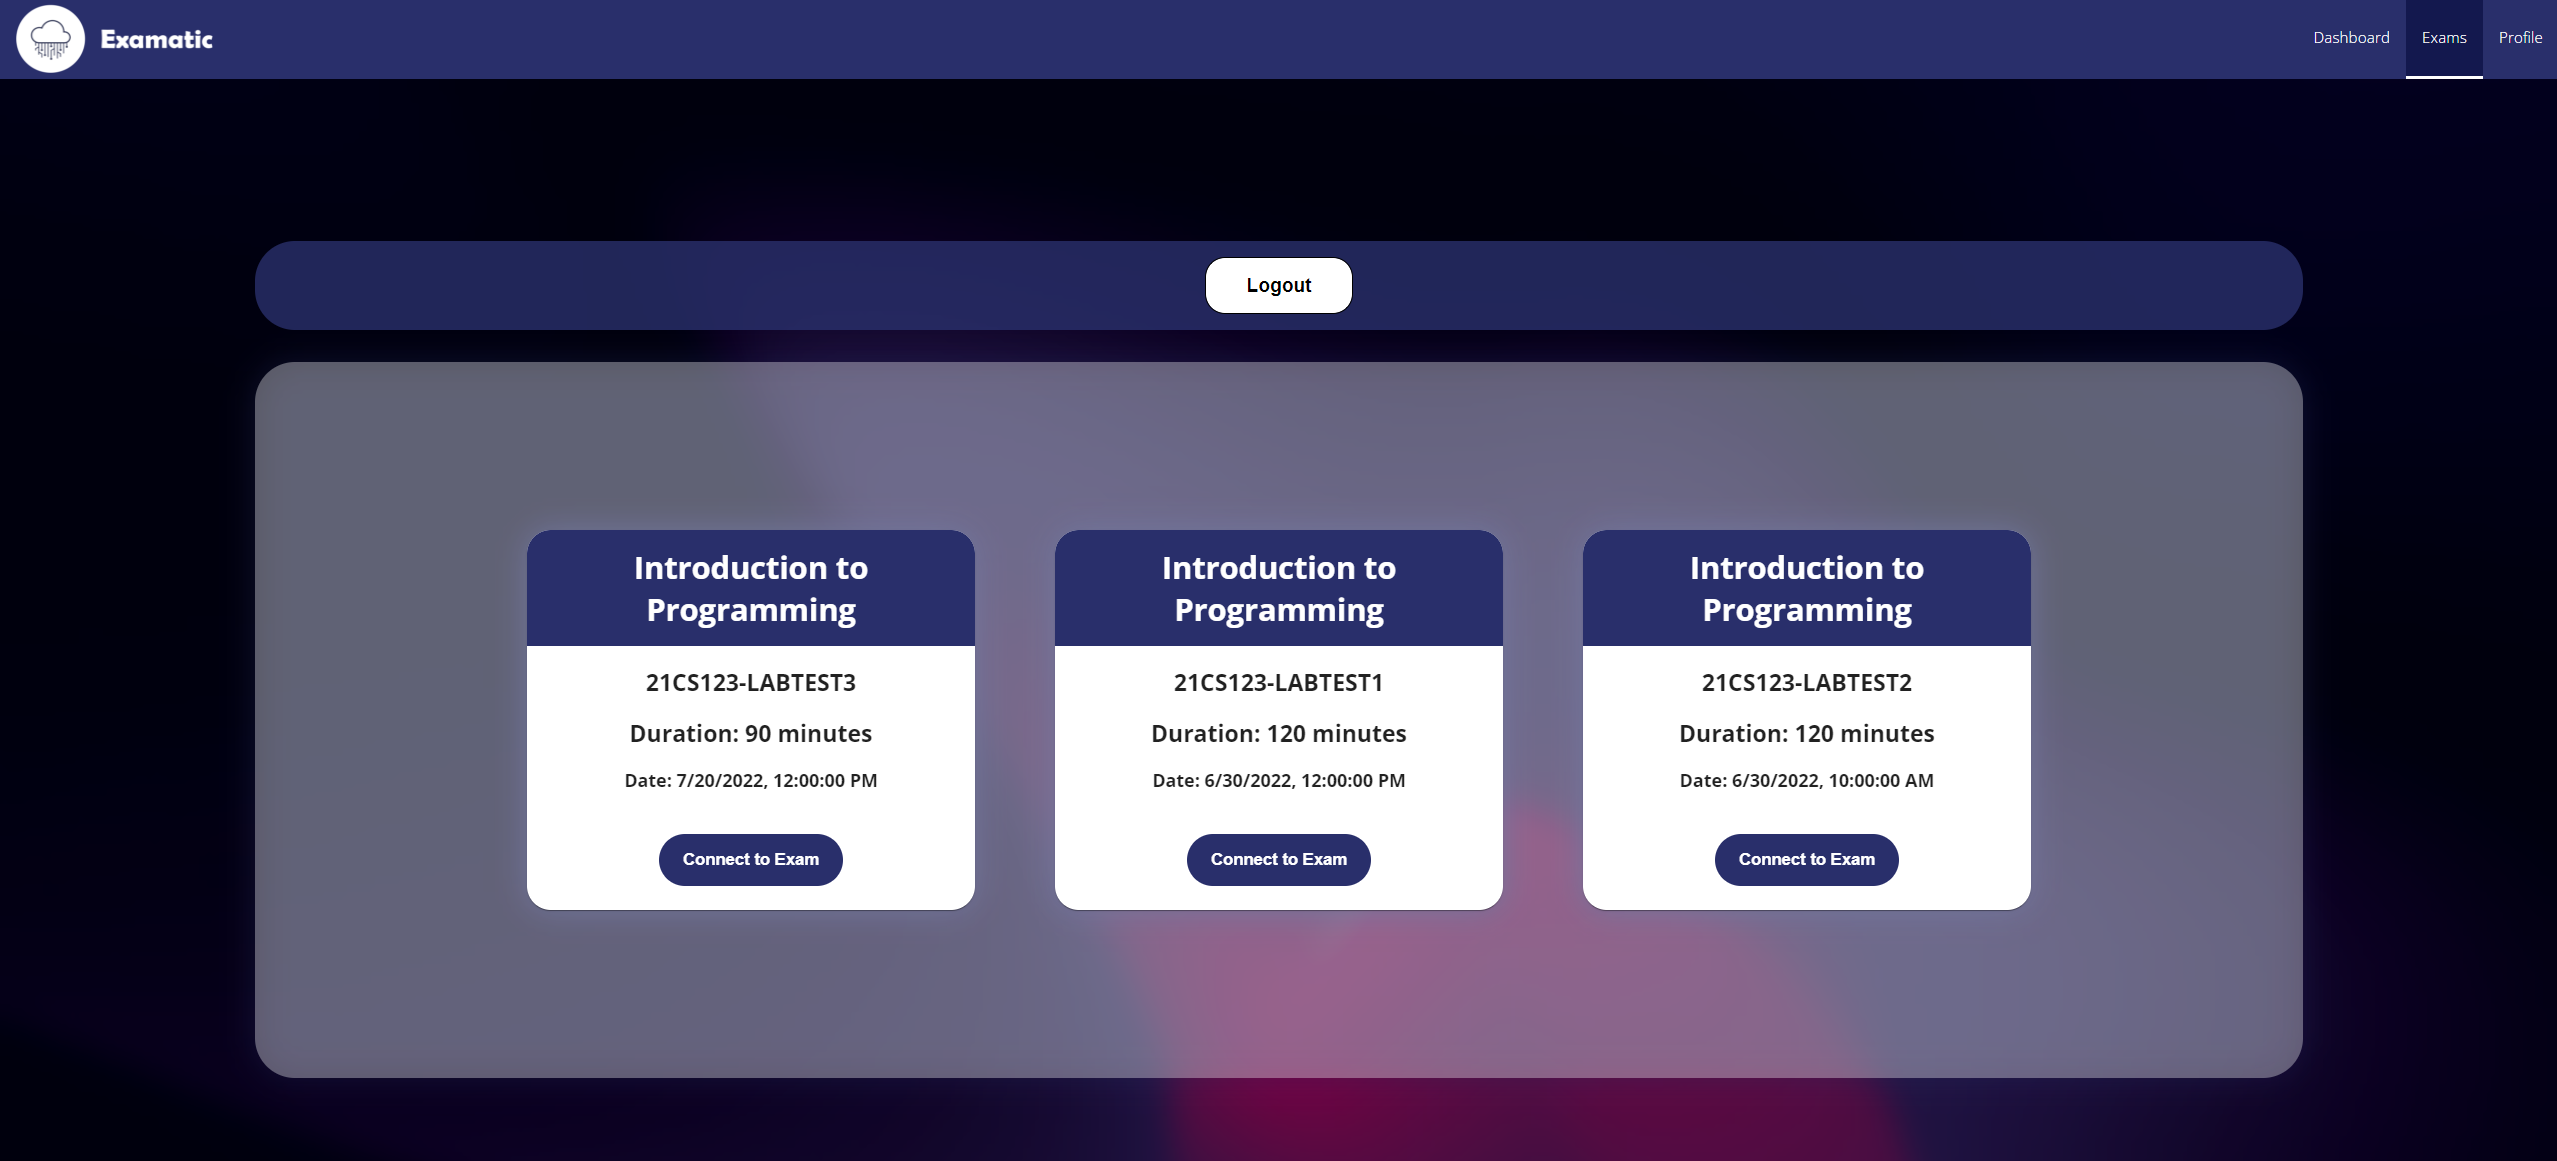 Examatic
Dashboard
Exams
Profile
Logout
Introduction to
Programming
21CS123-LABTEST3
Duration: 90 minutes
Date: 7/20/2022, 12:00:00 PM
Connect to Exam
Introduction to
Programming
21CS123-LABTEST1
Duration: 120 minutes
Date: 6/30/2022, 12:00:00 PM
Connect to Exam
Introduction to
Programming
21CS123-LABTEST2
Duration: 120 minutes
Date: 6/30/2022, 10:00:00 AM
Connect to Exam